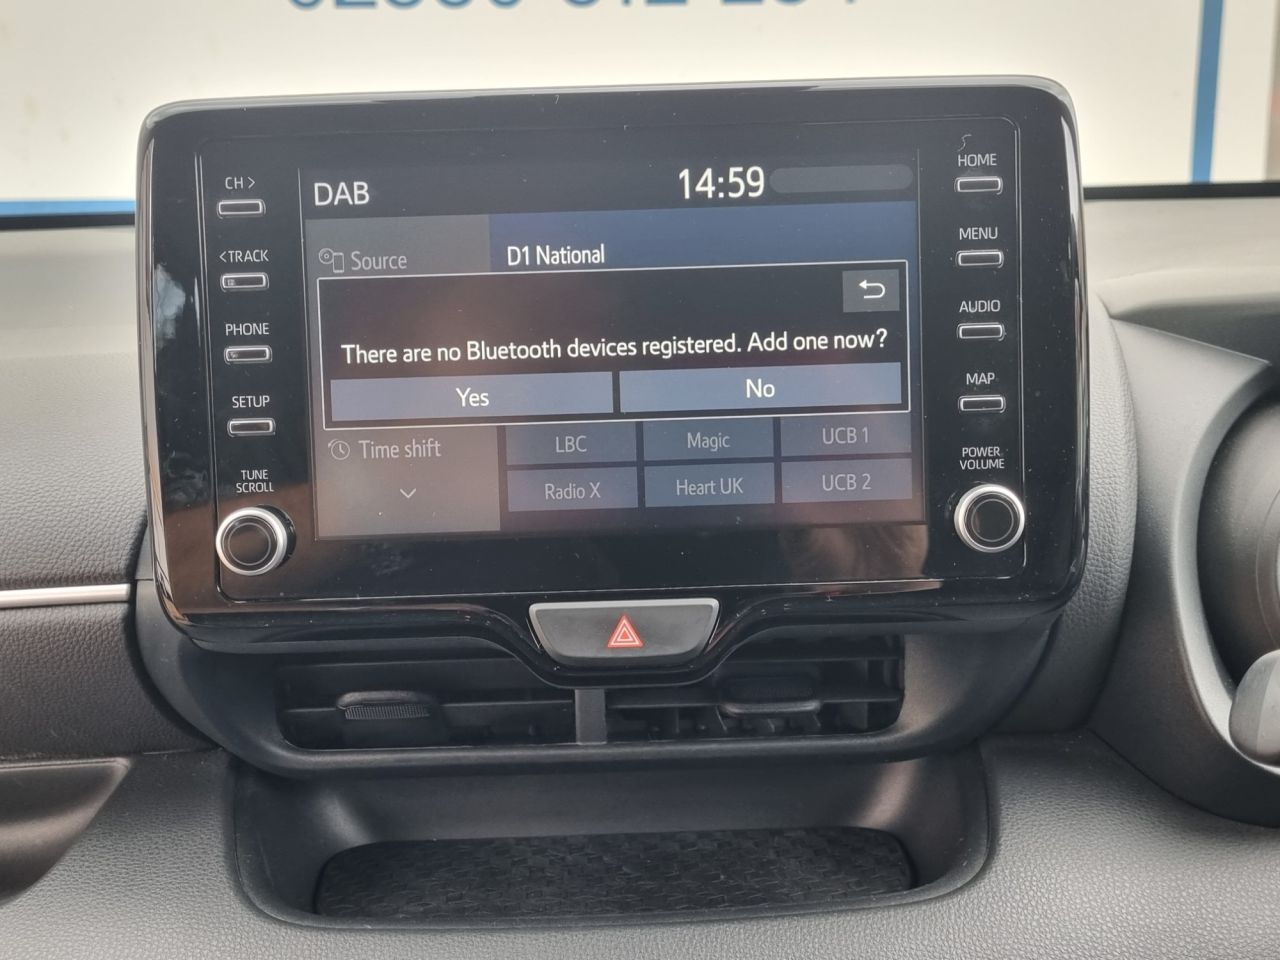 CH >
<TRACK
PHONE
SETUP
TUNE
SCROLL
DAB
14:59
Source
D1 National
There are no Bluetooth devices registered. Add one now?
Yes
No
Time shift
LBC
Magic
UCB 1
Radio X
Heart UK
UCB 2
HOME
MENU
AUDIO
MAP
POWER
VOLUME